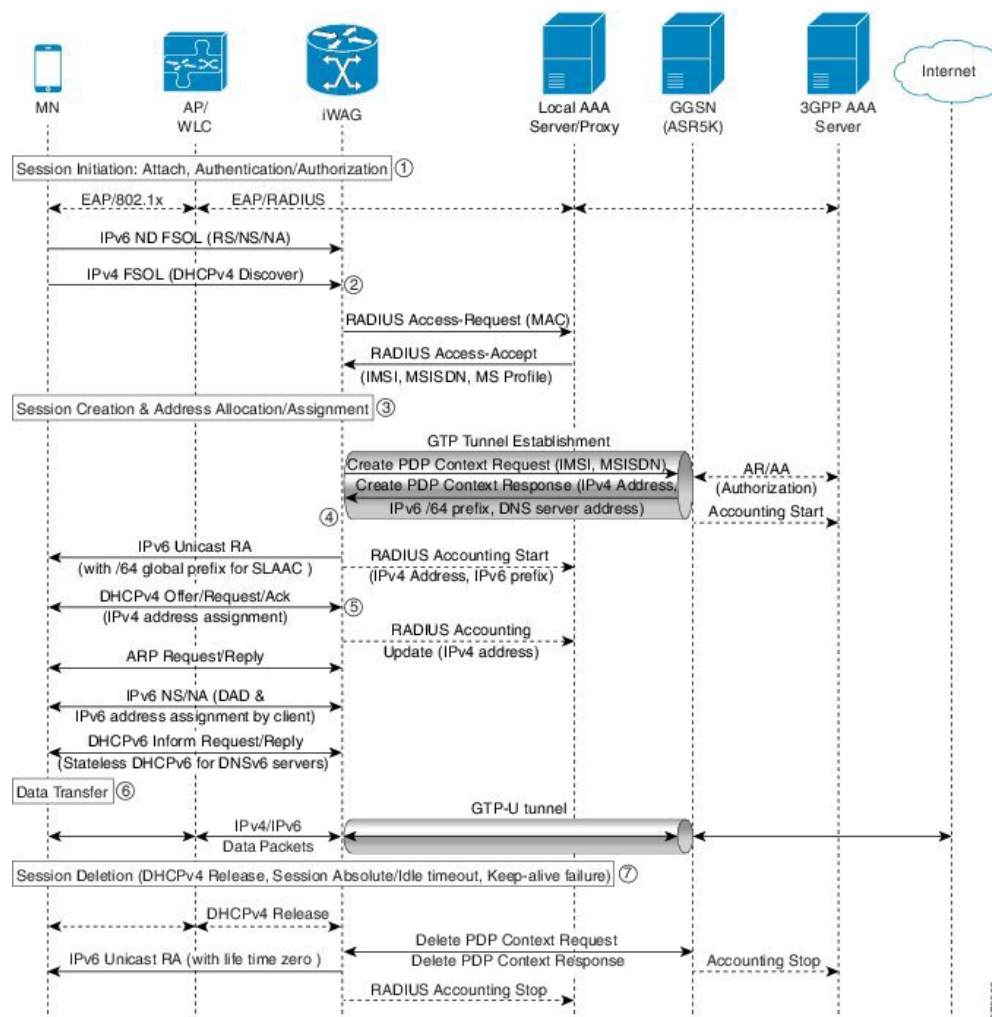 MN
AP/
WLC
iWAG
Local AAA
Server/Proxy
GGSN
(ASR5K)
3GPP AAA
Server
Internet
Session Initiation: Attach, Authentication/Authorization ①
EAP/802.1x
EAP/RADIUS
IPv6 ND FSOL (RS/NS/NA)
IPv4 FSOL (DHCPv4 Discover)
②
RADIUS Access-Request (MAC)
RADIUS Access-Accept
(IMSI, MSISDN, MS Profile)
Session Creation & Address Allocation/Assignment ③
GTP Tunnel Establishment
Create PDP Context Request (IMSI, MSISDN)
Create PDP Context Response (IPv4 Address,
IPv6 /64 prefix, DNS server address)
AR/AA
(Authorization)
④
Accounting Start
IPv6 Unicast RA
(with /64 global prefix for SLAAC )
RADIUS Accounting Start
(IPv4 Address, IPv6 prefix)
DHCPv4 Offer/Request/Ack
(IPv4 address assignment)
⑤
RADIUS Accounting
Update (IPv4 address)
ARP Request/Reply
IPv6 NS/NA (DAD &
IPv6 address assignment by client)
DHCPv6 Inform Request/Reply
(Stateless DHCPv6 for DNSv6 servers)
Data Transfer ⑥
GTP-U tunnel
IPv4/IPv6
Data Packets
Session Deletion (DHCPv4 Release, Session Absolute/Idle timeout, Keep-alive failure) ⑦
DHCPv4 Release
Delete PDP Context Request
Delete PDP Context Response
IPv6 Unicast RA (with life time zero )
Accounting Stop
RADIUS Accounting Stop